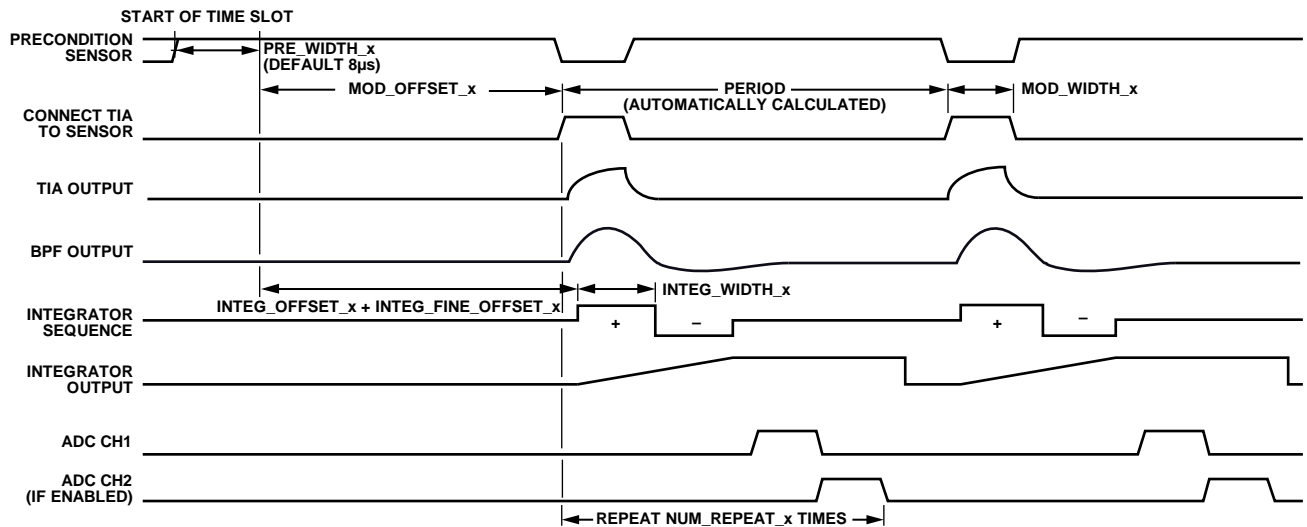 START OF TIME SLOT
PRECONDITION
SENSOR
PRE_WIDTH_x
(DEFAULT 8µs)
MOD_OFFSET_x
PERIOD
(AUTOMATICALLY CALCULATED)
MOD_WIDTH_x
CONNECT TIA
TO SENSOR
TIA OUTPUT
BPF OUTPUT
INTEG_OFFSET_x + INTEG_FINE_OFFSET_x
INTEG_WIDTH_x
INTEGRATOR
SEQUENCE
+
–
+
–
INTEGRATOR
OUTPUT
ADC CH1
ADC CH2
(IF ENABLED)
REPEAT NUM_REPEAT_x TIMES